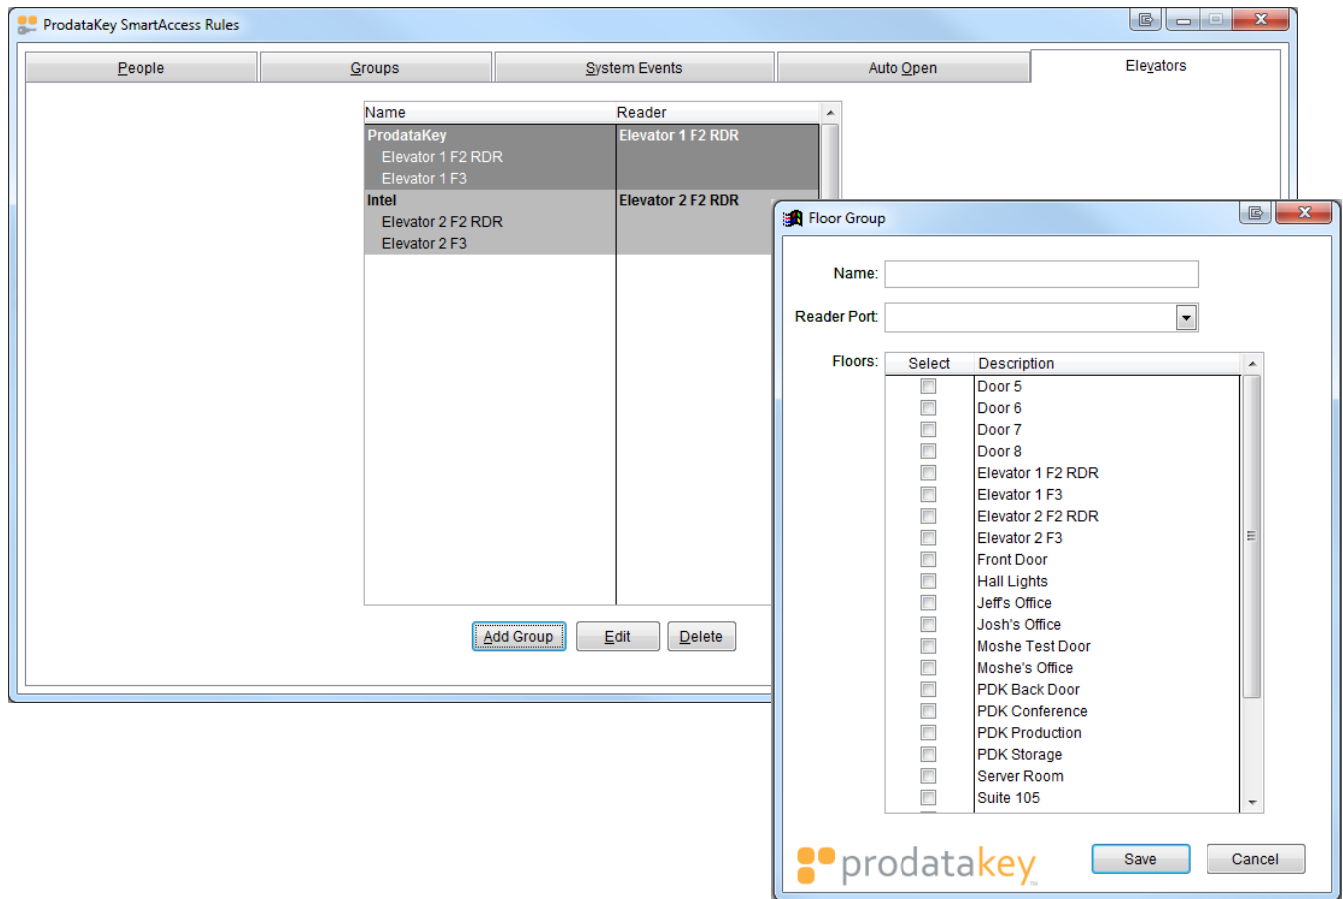 ProdataKey SmartAccess Rules
People Groups System Events Auto Open Elevators
Name Reader
ProdataKey Elevator 1 F2 RDR
Elevator 1 F2 RDR
Elevator 1 F3
Intel Elevator 2 F2 RDR
Elevator 2 F2 RDR
Elevator 2 F3
Add Group Edit Delete
Floor Group
Name:
Reader Port:
Floors: Select Description
Door 5
Door 6
Door 7
Door 8
Elevator 1 F2 RDR
Elevator 1 F3
Elevator 2 F2 RDR
Elevator 2 F3
Front Door
Hall Lights
Jeff's Office
Josh's Office
Moshe Test Door
Moshe's Office
PDK Back Door
PDK Conference
PDK Production
PDK Storage
Server Room
Suite 105
prodatakey™ Save Cancel